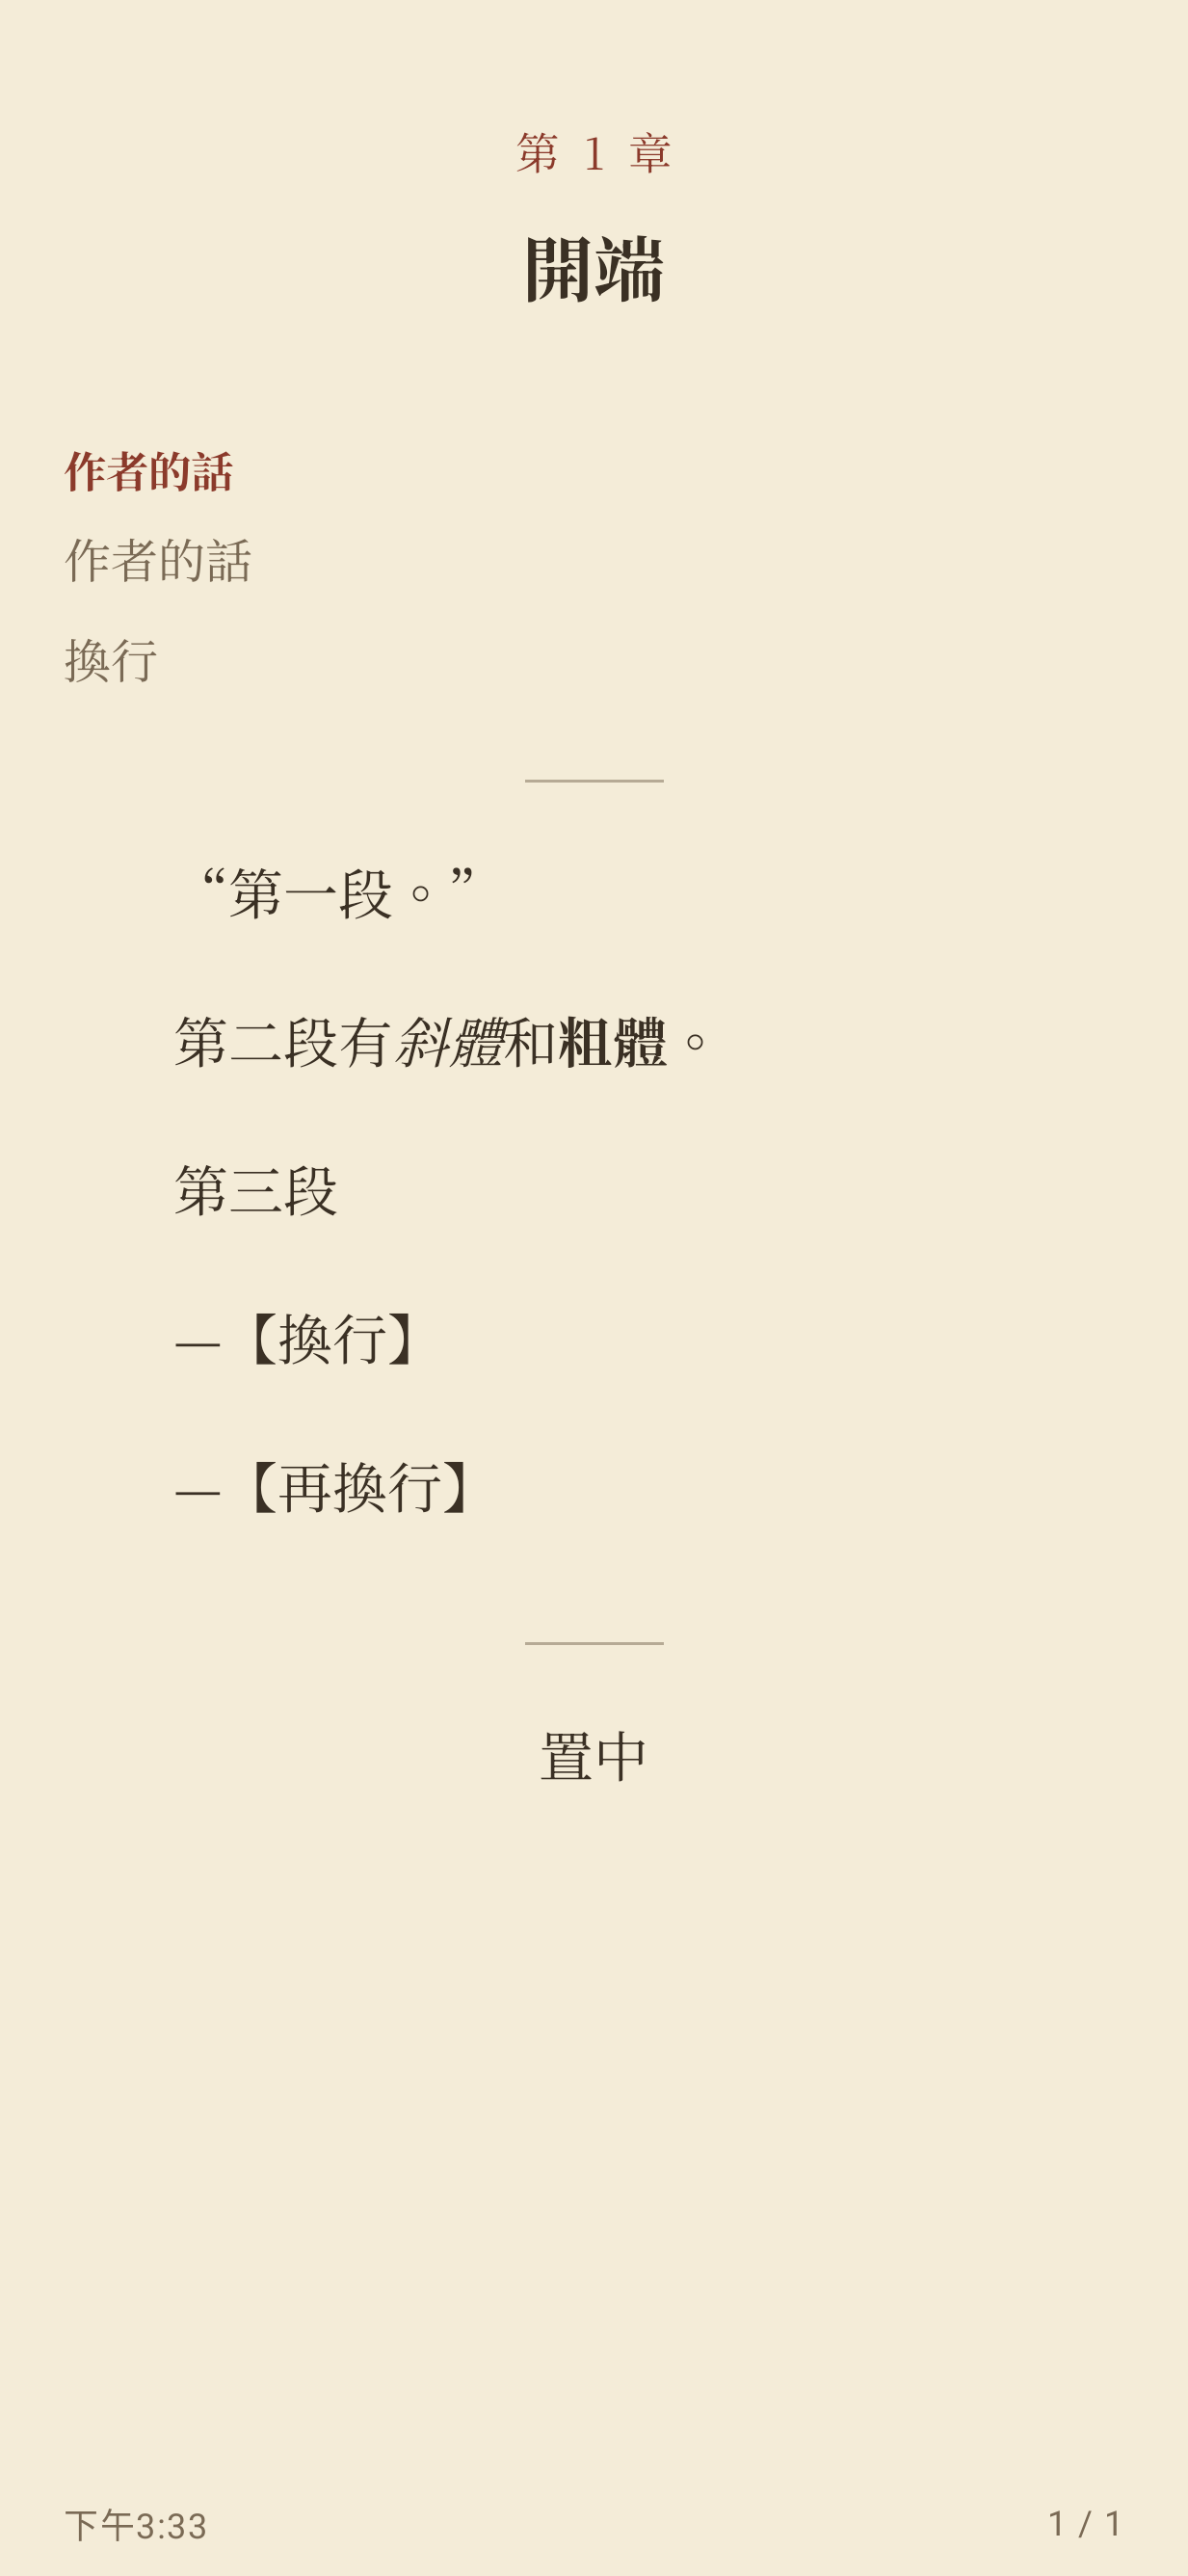 第 1 章
開端
作者的話
作者的話
換行
“第一段。”
第二段有斜體和粗體。
第三段
—【換行】
—【再換行】
置中
下午3:33
1 / 1